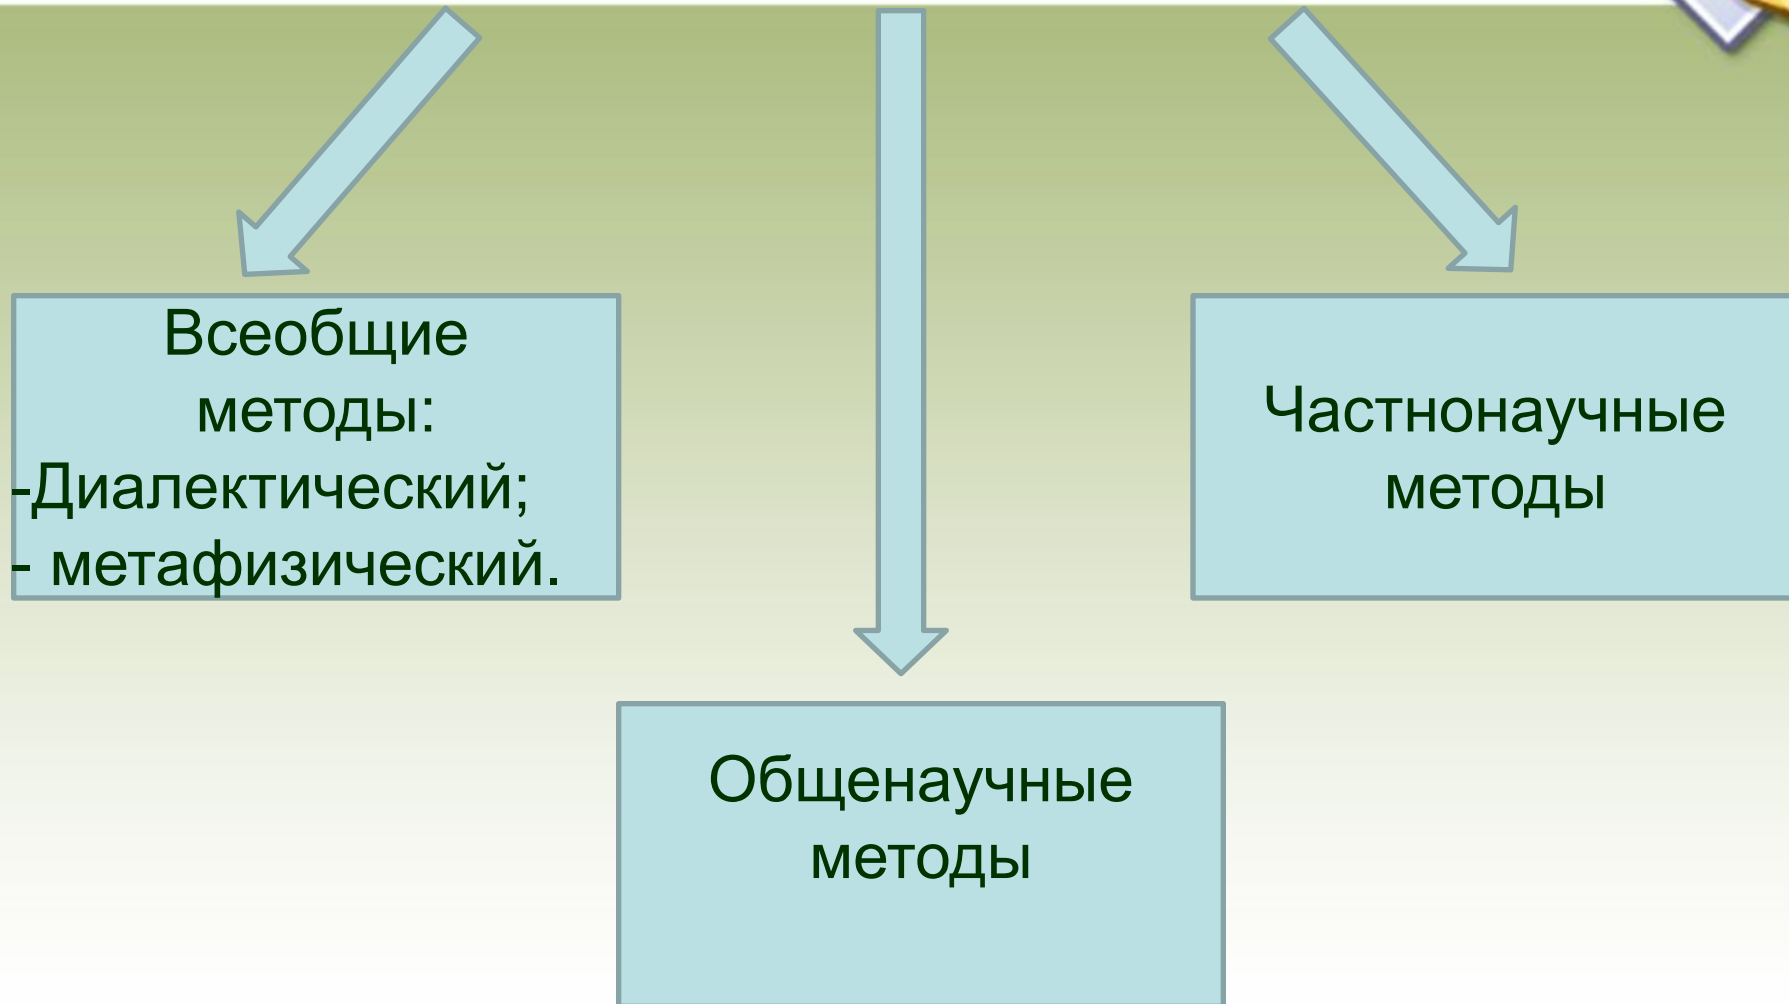 Всеобщие
методы:
-Диалектический;
- метафизический.
Частнонаучные
методы
Общенаучные
методы